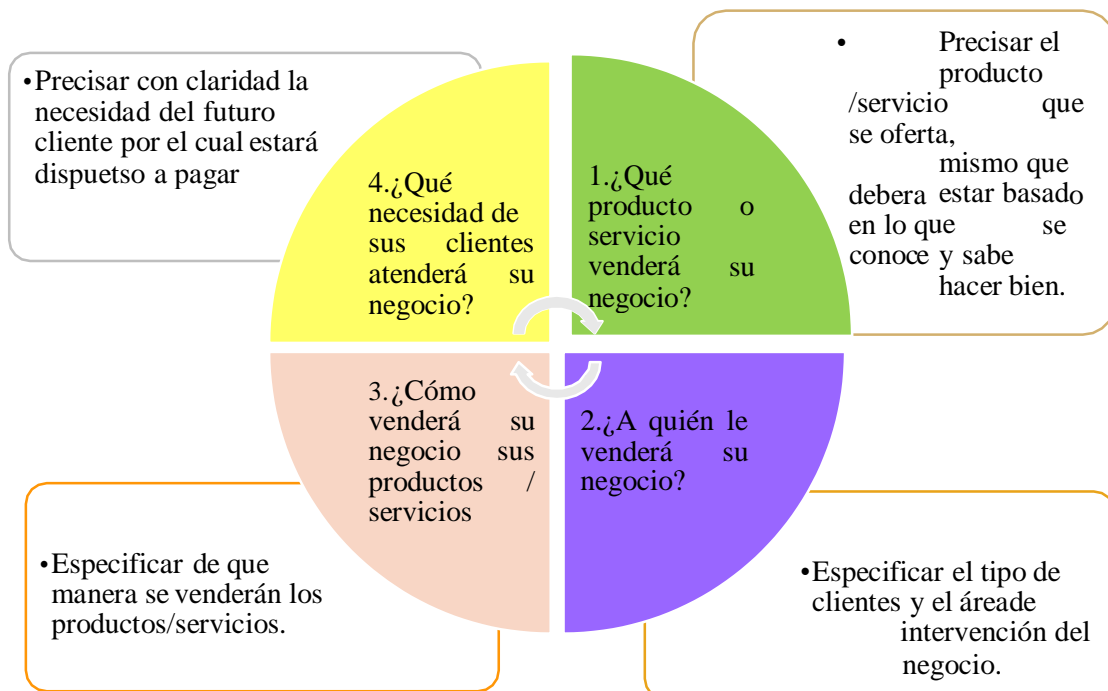 •Precisar con claridad la
necesidad del futuro
cliente por el cual estará
dispuetso a pagar
4.¿Qué
necesidad de
sus clientes
atenderá su
negocio?
1.¿Qué
producto o
servicio
venderá su
negocio?
• Precisar el
producto
/servicio que
se oferta,
mismo que
debera estar basado
en lo que se
conoce y sabe
hacer bien.
3.¿Cómo
venderá su
negocio sus
productos /
servicios
2.¿A quién le
venderá su
negocio?
•Especificar de que
manera se venderán los
productos/servicios.
•Especificar el tipo de
clientes y el áreade
intervención del
negocio.